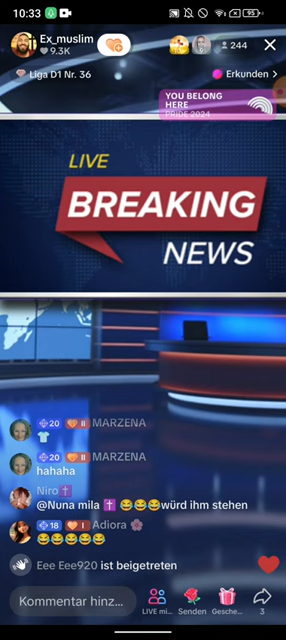 10:33
95
Ex_muslim
9.3K
244
Liga D1 Nr. 36
Erkunden >
YOU BELONG
HERE
PRIDE 2024
LIVE
BREAKING
NEWS
20 II MARZENA
20 II MARZENA
hahaha
Niro
@Nuna mila ✝️ 😂😂😂würd ihm stehen
18 I Adiora 🌸
😂😂😂😂😂
Eee Eee920 ist beigetreten
Kommentar hinz...
LIVE mi...
Senden
Gesche...
3